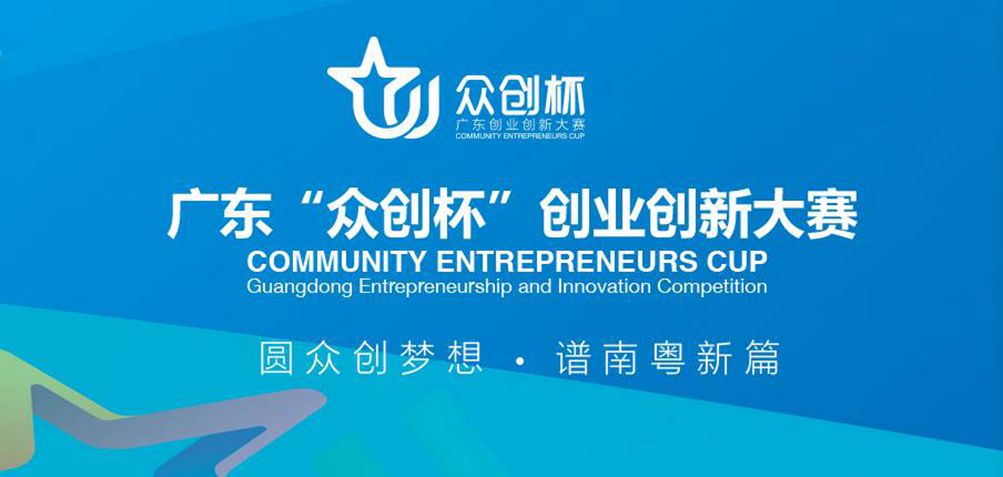 众创杯
广东创业创新大赛
COMMUNITY ENTREPRENEURS CUP
广东“众创杯”创业创新大赛
COMMUNITY ENTREPRENEURS CUP
Guangdong Entrepreneurship and Innovation Competition
圆众创梦想·谱南粤新篇